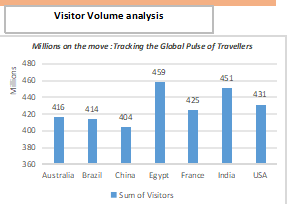 Visitor Volume analysis
Millions on the move :Tracking the Global Pulse of Travellers
Millions
480
460
440
420
400
380
360
416
414
404
459
425
451
431
Australia Brazil China Egypt France India USA
Sum of Visitors